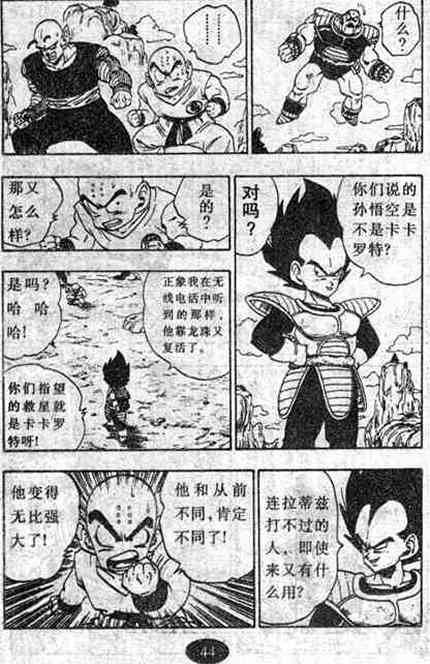 什么?
…………
你们说的
孙悟空是
不是卡卡
罗特?
对
吗?
是
的?
那又
怎么
样?
正象我在无
线电话中听
到的那样,
他靠龙珠又
复活了。
是吗?
哈哈
哈!
你们指望
的救星就
是卡卡罗
特呀!
连拉蒂兹
打不过的
人、即使
来又有什
么用?
他和从前
不同,肯定
不同了!
他变得
无比强
大了!
44